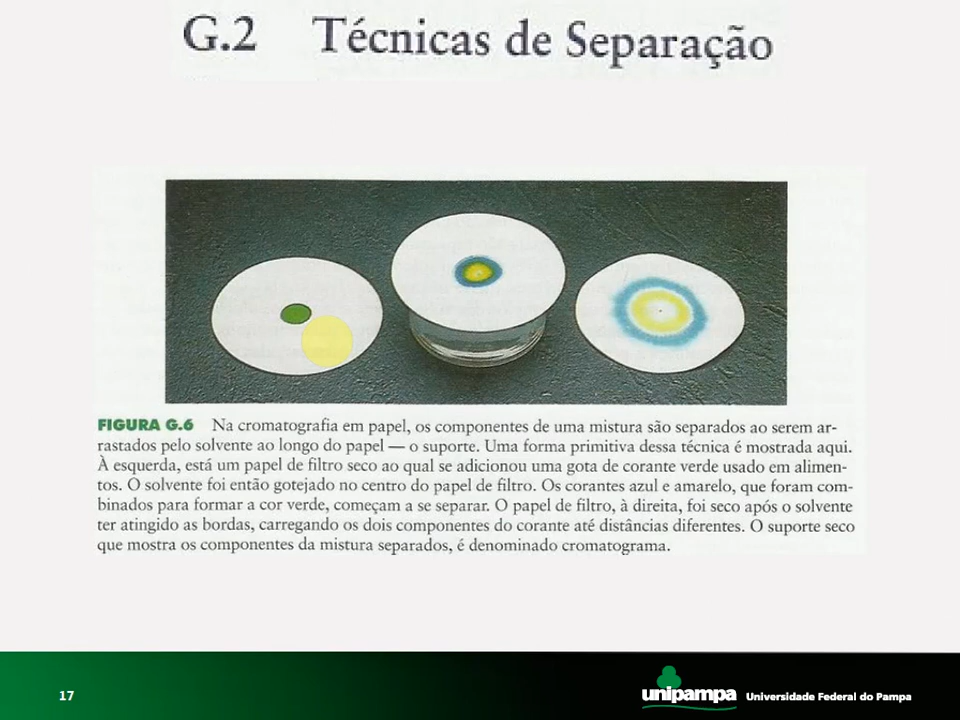 G.2 Técnicas de Separação
FIGURA G.6 Na cromatografia em papel, os componentes de uma mistura são separados ao serem ar-
rastados pelo solvente ao longo do papel — o suporte. Uma forma primitiva dessa técnica é mostrada aqui.
À esquerda, está um papel de filtro seco ao qual se adicionou uma gota de corante verde usado em alimen-
tos. O solvente foi então gotejado no centro do papel de filtro. Os corantes azul e amarelo, que foram com-
binados para formar a cor verde, começam a se separar. O papel de filtro, à direita, foi seco após o solvente
ter atingido as bordas, carregando os dois componentes do corante até distâncias diferentes. O suporte seco
que mostra os componentes da mistura separados, é denominado cromatograma.
17
unipampa Universidade Federal do Pampa